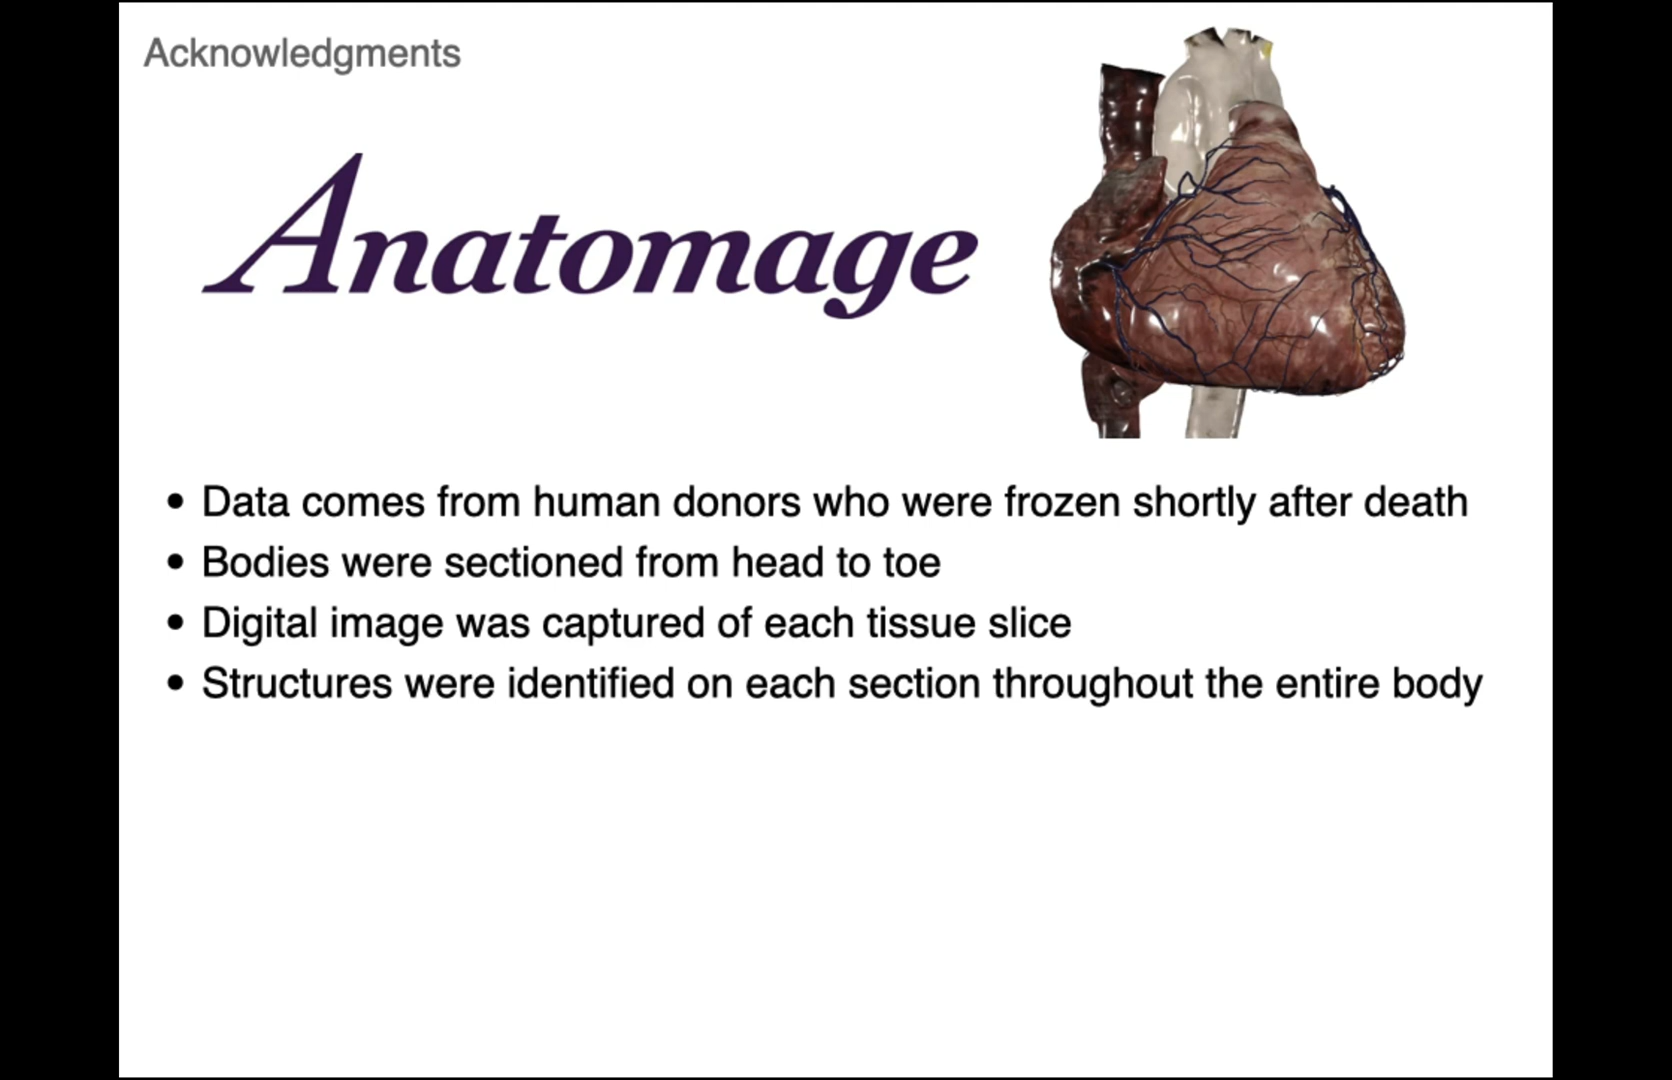 Acknowledgments
Anatomage
• Data comes from human donors who were frozen shortly after death
• Bodies were sectioned from head to toe
• Digital image was captured of each tissue slice
• Structures were identified on each section throughout the entire body